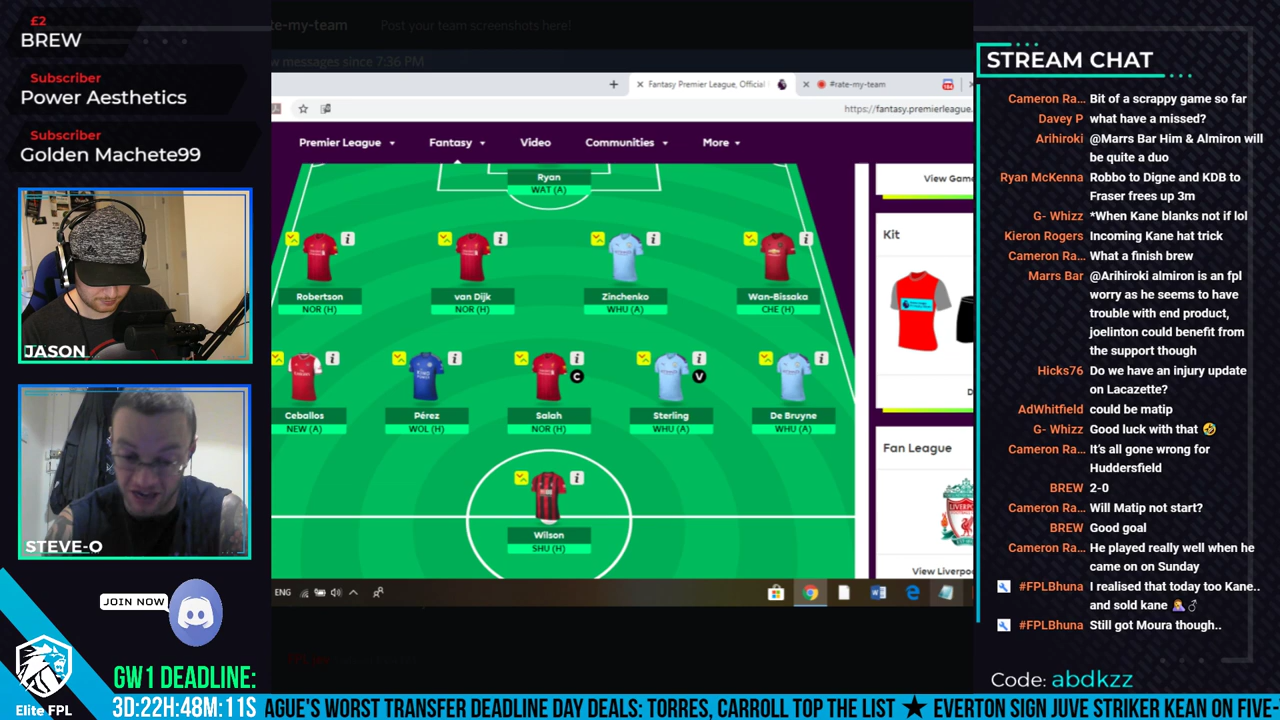 £2
BREW
Subscriber
Power Aesthetics
Subscriber
Golden Machete99
JASON
STEVE-O
JOIN NOW
Elite FPL
GW1 DEADLINE:
3D:22H:48M:11S
te-my-team Post your team screenshots here!
w messages since 7:36 PM
Fantasy Premier League, Official
#rate-my-team
https://fantasy.premierleague.
Premier League Fantasy Video Communities More
Ryan
WAT (A)
Robertson van Dijk Zinchenko Wan-Bissaka
NOR (H) NOR (H) WHU (A) CHE (H)
C V
Ceballos Pérez Salah Sterling De Bruyne
NEW (A) WOL (H) NOR (H) WHU (A) WHU (A)
Wilson
SHU (H)
View Game
Kit
Fan League
View Liverpoo
ENG
STREAM CHAT
Cameron Ra... Bit of a scrappy game so far
Davey P what have a missed?
Arihiroki @Marrs Bar Him & Almiron will
be quite a duo
Ryan McKenna Robbo to Digne and KDB to
Fraser frees up 3m
G- Whizz *When Kane blanks not if lol
Kieron Rogers Incoming Kane hat trick
Cameron Ra... What a finish brew
Marrs Bar @Arihiroki almiron is an fpl
worry as he seems to have
trouble with end product,
joelinton could benefit from
the support though
Hicks76 Do we have an injury update
on Lacazette?
AdWhitfield could be matip
G- Whizz Good luck with that 🤣
Cameron Ra... It's all gone wrong for
Huddersfield
BREW 2-0
Cameron Ra... Will Matip not start?
BREW Good goal
Cameron Ra... He played really well when he
came on on Sunday
#FPLBhuna I realised that today too Kane..
and sold kane 🤦♂
#FPLBhuna Still got Moura though..
Code: abdkzz
AGUE'S WORST TRANSFER DEADLINE DAY DEALS: TORRES, CARROLL TOP THE LIST ★ EVERTON SIGN JUVE STRIKER KEAN ON FIVE-